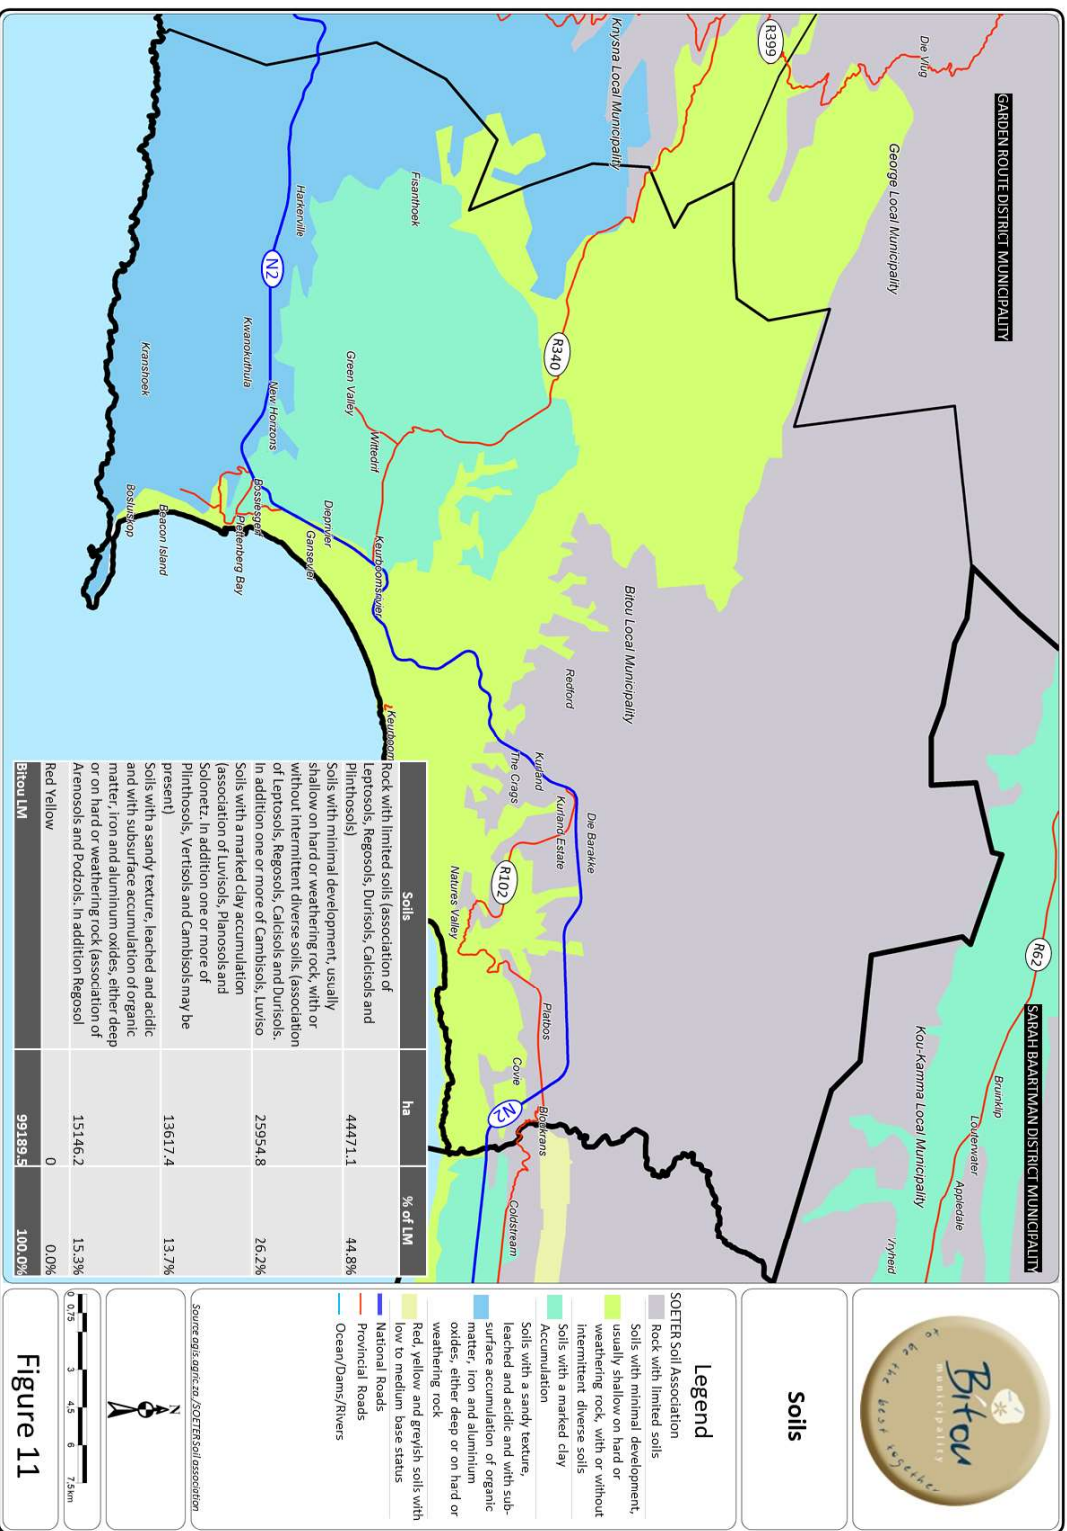 GARDEN ROUTE DISTRICT MUNICIPALITY
SARAH BAARTMAN DISTRICT MUNICIPALITY
Die Vlug
R399
George Local Municipality
Knysna Local Municipality
Bitou Local Municipality
Kou-Kamma Local Municipality
R62
Bruinklip
Louterwater
Appledale
Vryheid
Fisanthoek
Harkerville
N2
R340
Green Valley
Wittedrif
Kwanokuthula
New Horizons
Kranshoek
Bossiesgerif
Plettenberg Bay
Beacon Island
Bosluiskop
Dieprivier
Gansevlei
Keurboomsrivier
Keurboom
Redford
Kurland
The Crags
Kurland Estate
Die Barakke
R102
Natures Valley
Platbos
Covie
N2
Bloukrans
Coldstream
Soils ha % of LM
Rock with limited soils (association of
Leptosols, Regosols, Durisols, Calcisols and
Plinthosols) 44471.1 44.8%
Soils with minimal development, usually
shallow on hard or weathering rock, with or
without intermittent diverse soils. (association
of Leptosols, Regosols, Calcisols and Durisols.
In addition one or more of Cambisols, Luviso 25954.8 26.2%
Soils with a marked clay accumulation
(association of Luvisols, Planosols and
Solonetz. In addition one or more of
Plinthosols, Vertisols and Cambisols may be
present) 13617.4 13.7%
Soils with a sandy texture, leached and acidic
and with subsurface accumulation of organic
matter, iron and aluminum oxides, either deep
or on hard or weathering rock (association of
Arenosols and Podzols. In addition Regosol 15146.2 15.3%
Red Yellow 0 0.0%
Bitou LM 99189.5 100.0%
Bitou
municipality
to be the best together
Soils
Legend
SOETER Soil Association
Rock with limited soils
Soils with minimal development,
usually shallow on hard or
weathering rock, with or without
intermittent diverse soils
Soils with a marked clay
Accumulation
Soils with a sandy texture,
leached and acidic and with sub-
surface accumulation of organic
matter, iron and aluminium
oxides, either deep or on hard or
weathering rock
Red, yellow and greyish soils with
low to medium base status
National Roads
Provincial Roads
Ocean/Dams/Rivers
Source agis.agric.za /SOETER Soil association
N
0 0,75 3 4,5 6 7,5 km
Figure 11